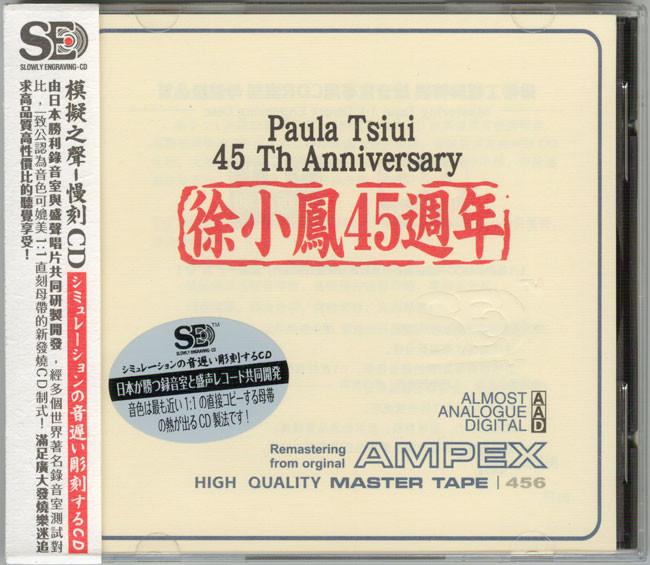 SE
SLOWLY ENGRAVING-CD
模擬之聲-慢刻CD シミュレーションの音遅い彫刻するCD
由日本勝利錄音室與盛聲唱片共同研製開發，經多個世界著名錄音室測試對
比，一致公認為音色可媲美1:1直刻母帶的新發燒CD制式！滿足廣大發燒樂迷追
求高品質高性價比的聽覺享受！
Paula Tsiui
45 Th Anniversary
徐小鳳45週年
SE™
SLOWLY ENGRAVING-CD
シミュレーションの音遅い彫刻するCD
日本が勝つ録音室と盛声レコード共同開発
音色は最も近い1:1の直接コピーする母帯
の熱が出るCD製法です!
ALMOST A
ANALOGUE A
DIGITAL D
Remastering
from orginal AMPEX
HIGH QUALITY MASTER TAPE | 456